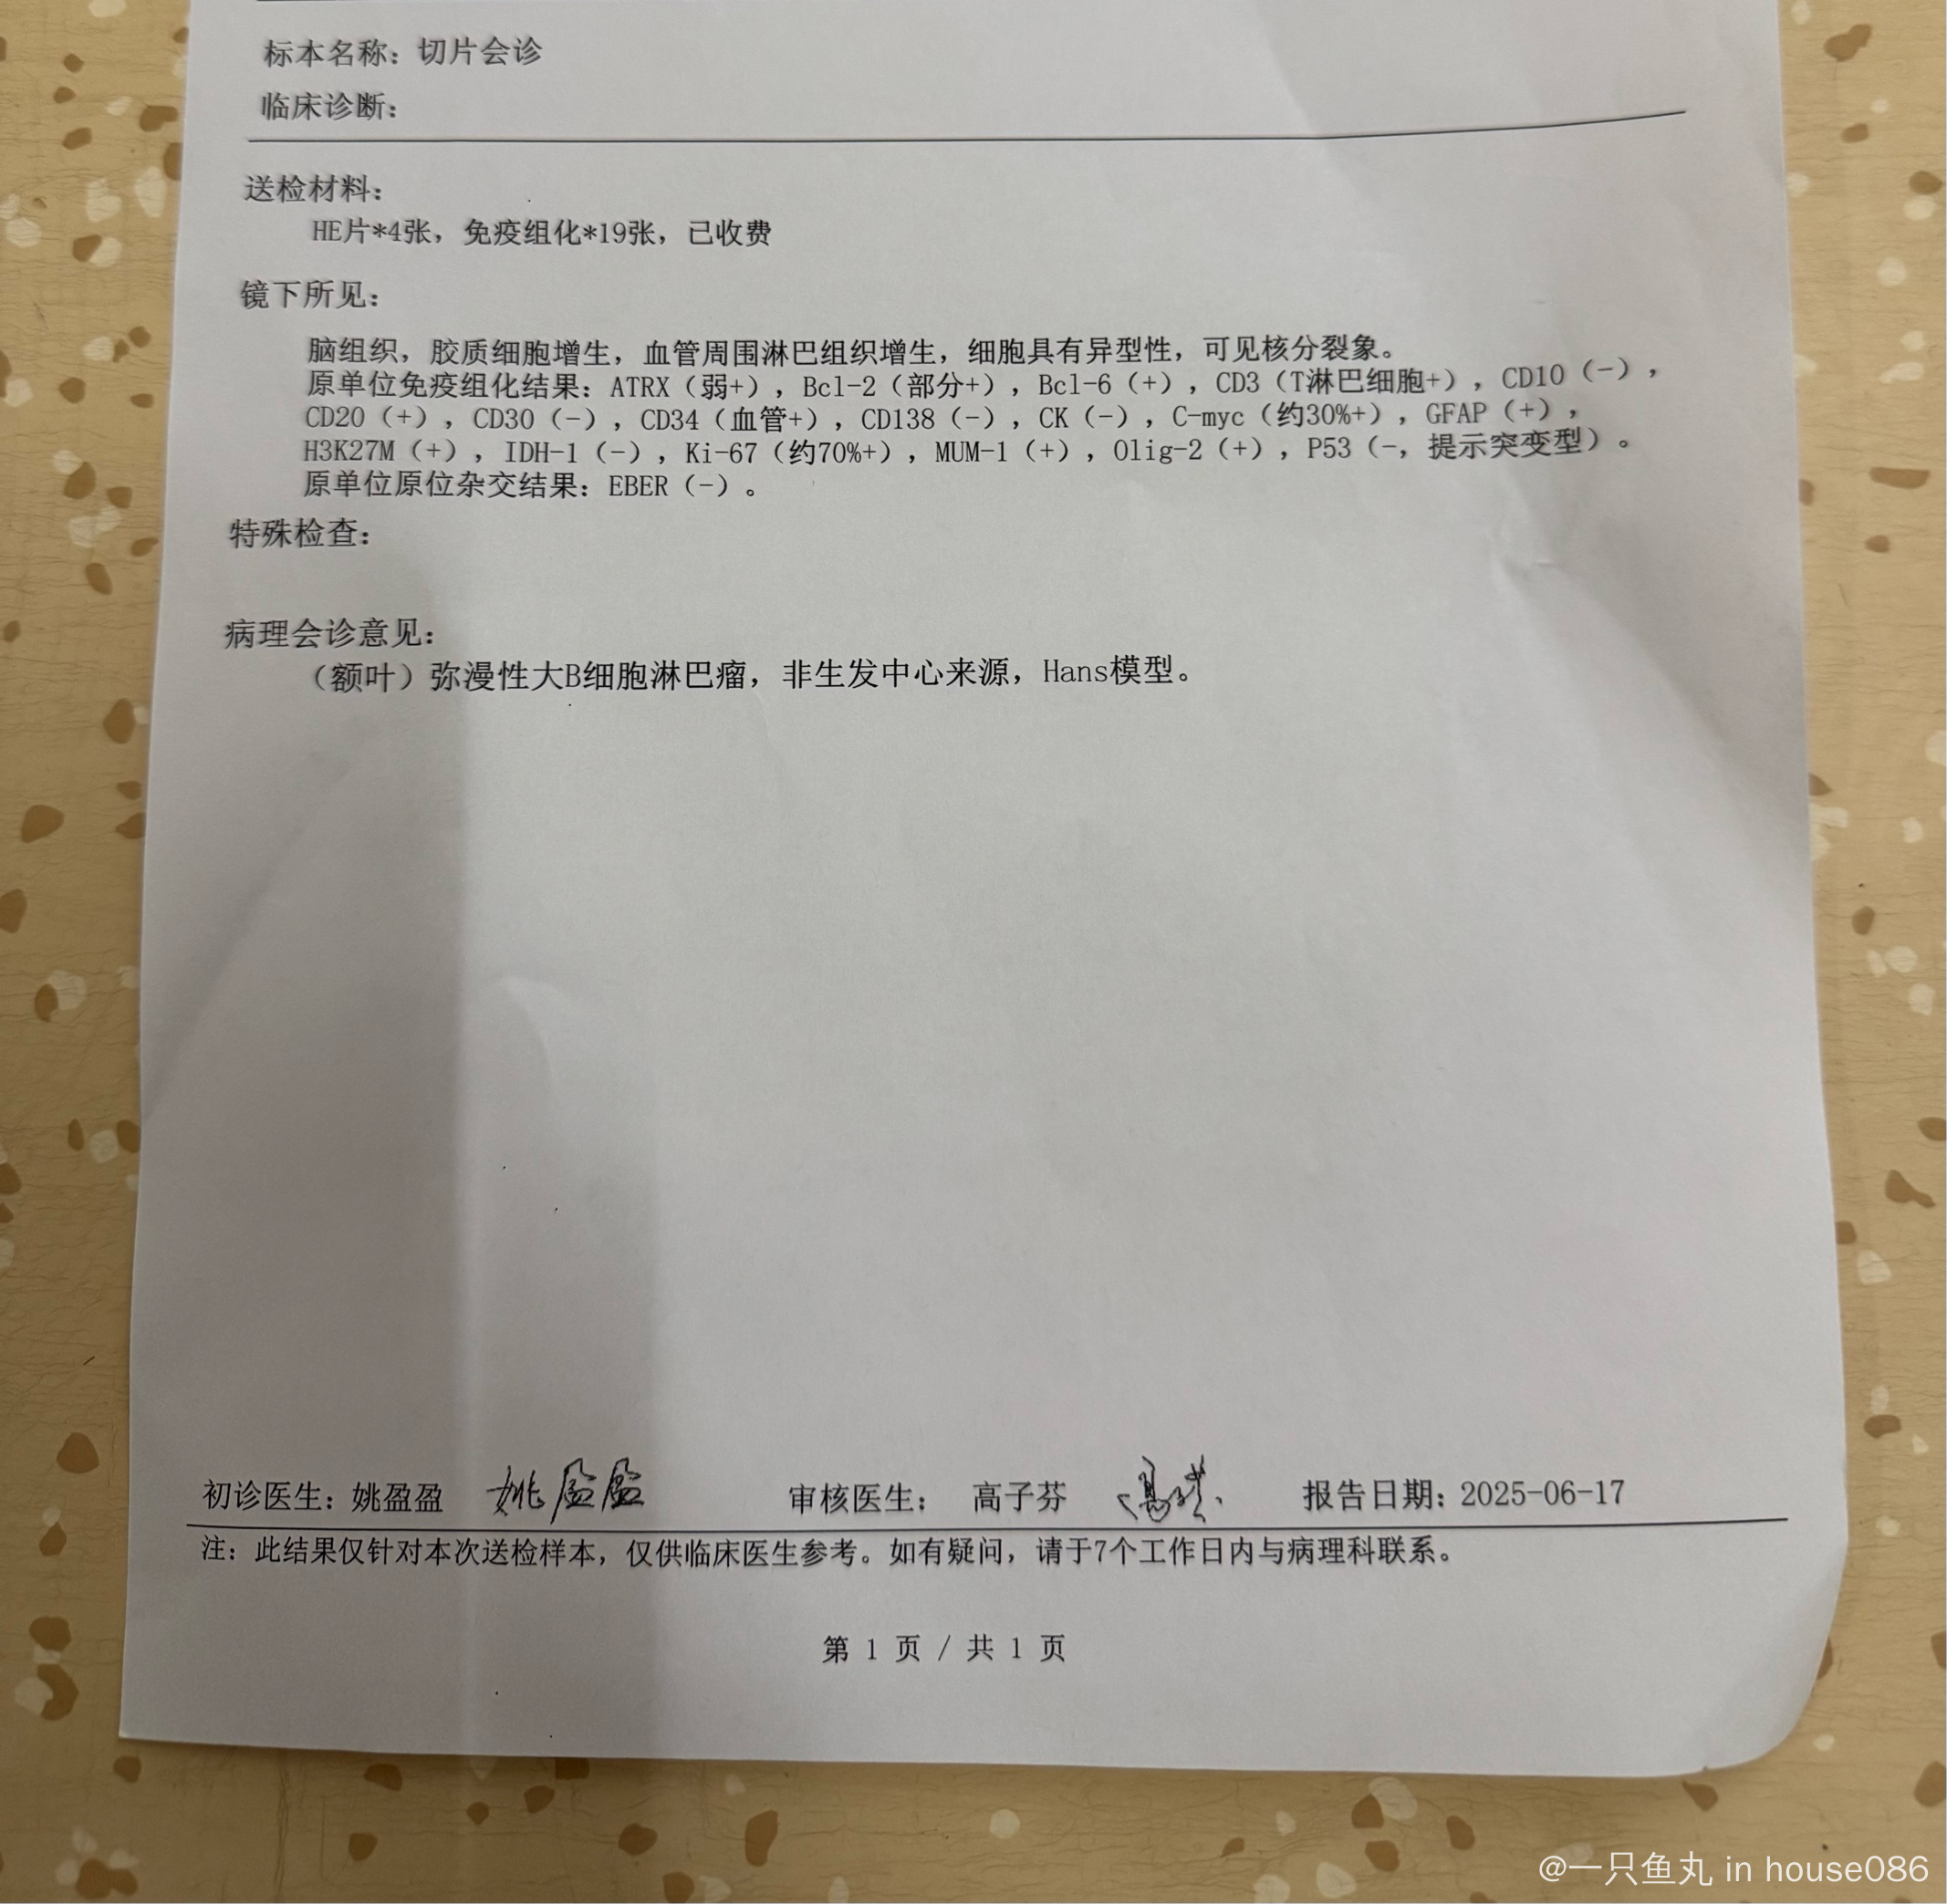 标本名称：切片会诊
临床诊断：
送检材料：
HE片*4张，免疫组化*19张，已收费
镜下所见：
脑组织，胶质细胞增生，血管周围淋巴组织增生，细胞具有异型性，可见核分裂象。
原单位免疫组化结果：ATRX（弱+），Bcl-2（部分+），Bcl-6（+），CD3（T淋巴细胞+），CD10（-），
CD20（+），CD30（-），CD34（血管+），CD138（-），CK（-），C-myc（约30%+），GFAP（+），
H3K27M（+），IDH-1（-），Ki-67（约70%+），MUM-1（+），Olig-2（+），P53（-，提示突变型）。
原单位原位杂交结果：EBER（-）。
特殊检查：
病理会诊意见：
（额叶）弥漫性大B细胞淋巴瘤，非生发中心来源，Hans模型。
初诊医生：姚盈盈 姚盈盈 审核医生： 高子芬 高子芬 报告日期：2025-06-17
注：此结果仅针对本次送检样本，仅供临床医生参考。如有疑问，请于7个工作日内与病理科联系。
第 1 页 / 共 1 页
@一只鱼丸 in house086